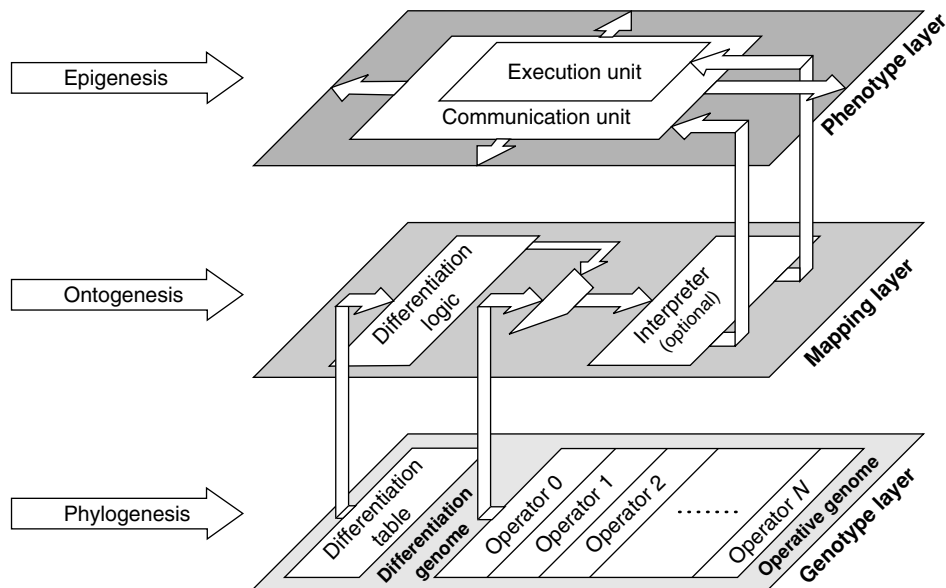 Epigenesis
Execution unit
Communication unit
Phenotype layer
Ontogenesis
Differentiation
logic
Interpreter
(optional)
Mapping layer
Phylogenesis
Differentiation
table
Differentiation
genome
Operator 0
Operator 1
Operator 2
........
Operator N
Operative genome
Genotype layer